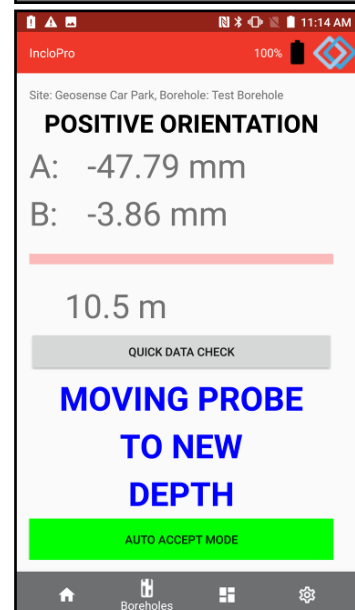 11:14 AM
IncloPro 100%
Site: Geosense Car Park, Borehole: Test Borehole
POSITIVE ORIENTATION
A: -47.79 mm
B: -3.86 mm
10.5 m
QUICK DATA CHECK
MOVING PROBE
TO NEW
DEPTH
AUTO ACCEPT MODE
Boreholes